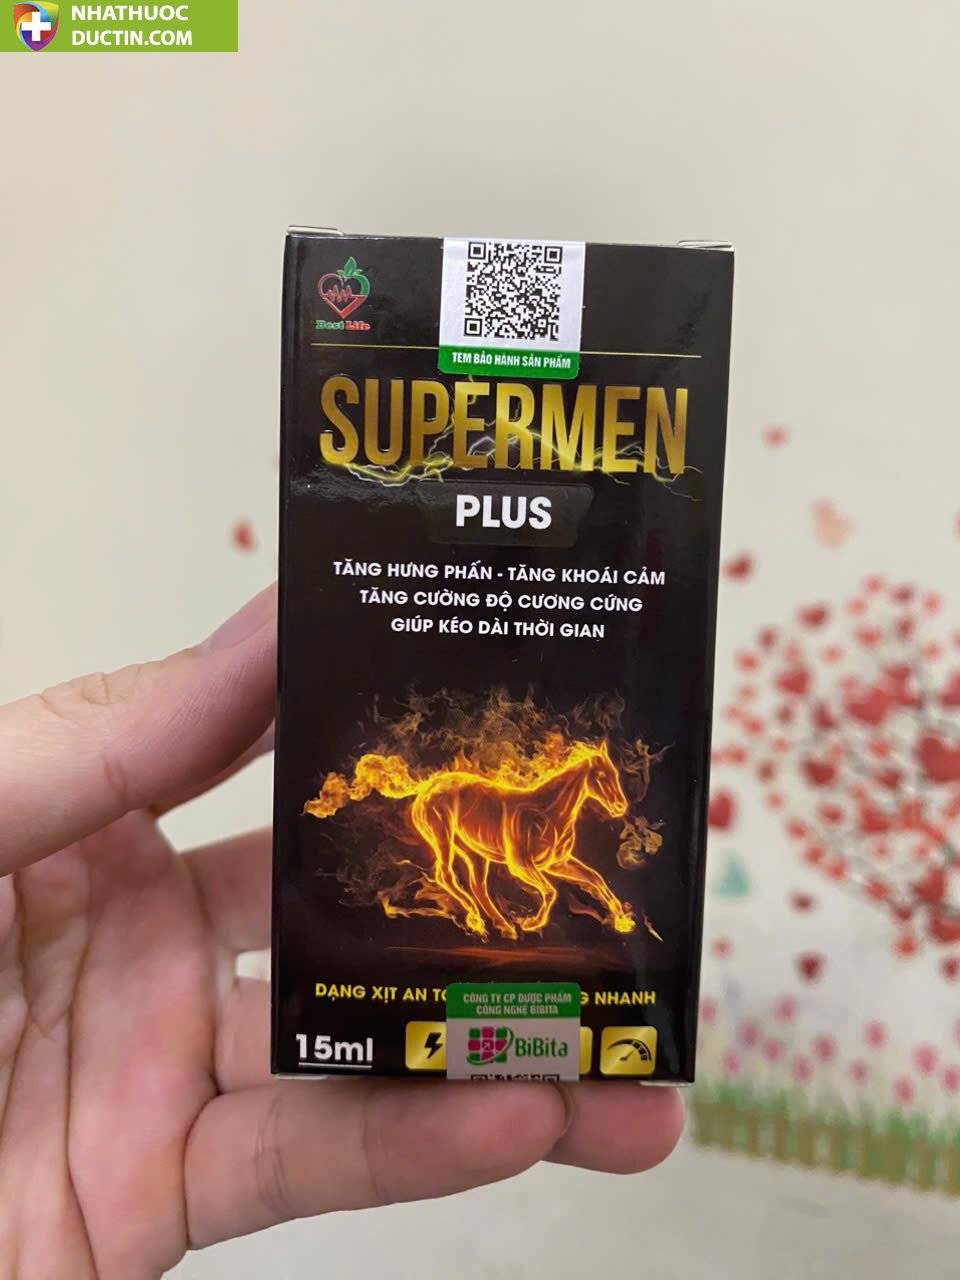 NHATHUOC
DUCTIN.COM
Best Life
TEM BẢO HÀNH SẢN PHẨM
SUPERMEN
PLUS
TĂNG HƯNG PHẤN - TĂNG KHOÁI CẢM
TĂNG CƯỜNG ĐỘ CƯƠNG CỨNG
GIÚP KÉO DÀI THỜI GIAN
DẠNG XỊT AN NHANH
CÔNG TY CP DƯỢC PHẨM
CÔNG NGHỆ BIBITA
15ml
BiBita